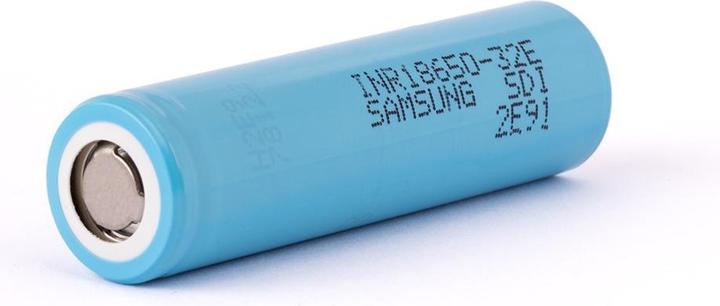 INR18650-32E
SAMSUNG SDI
2E91